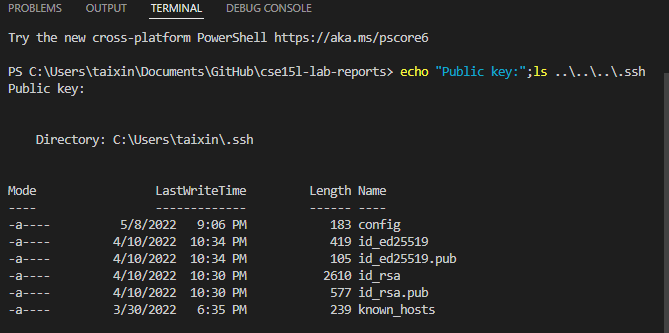 PROBLEMS OUTPUT TERMINAL DEBUG CONSOLE
Try the new cross-platform PowerShell https://aka.ms/pscore6
PS C:\Users\taixin\Documents\GitHub\cse15l-lab-reports> echo "Public key:";ls ..\..\..\.ssh
Public key:
Directory: C:\Users\taixin\.ssh
Mode LastWriteTime Length Name
---- ------------- ------ ----
-a---- 5/8/2022 9:06 PM 183 config
-a---- 4/10/2022 10:34 PM 419 id_ed25519
-a---- 4/10/2022 10:34 PM 105 id_ed25519.pub
-a---- 4/10/2022 10:30 PM 2610 id_rsa
-a---- 4/10/2022 10:30 PM 577 id_rsa.pub
-a---- 3/30/2022 6:35 PM 239 known_hosts